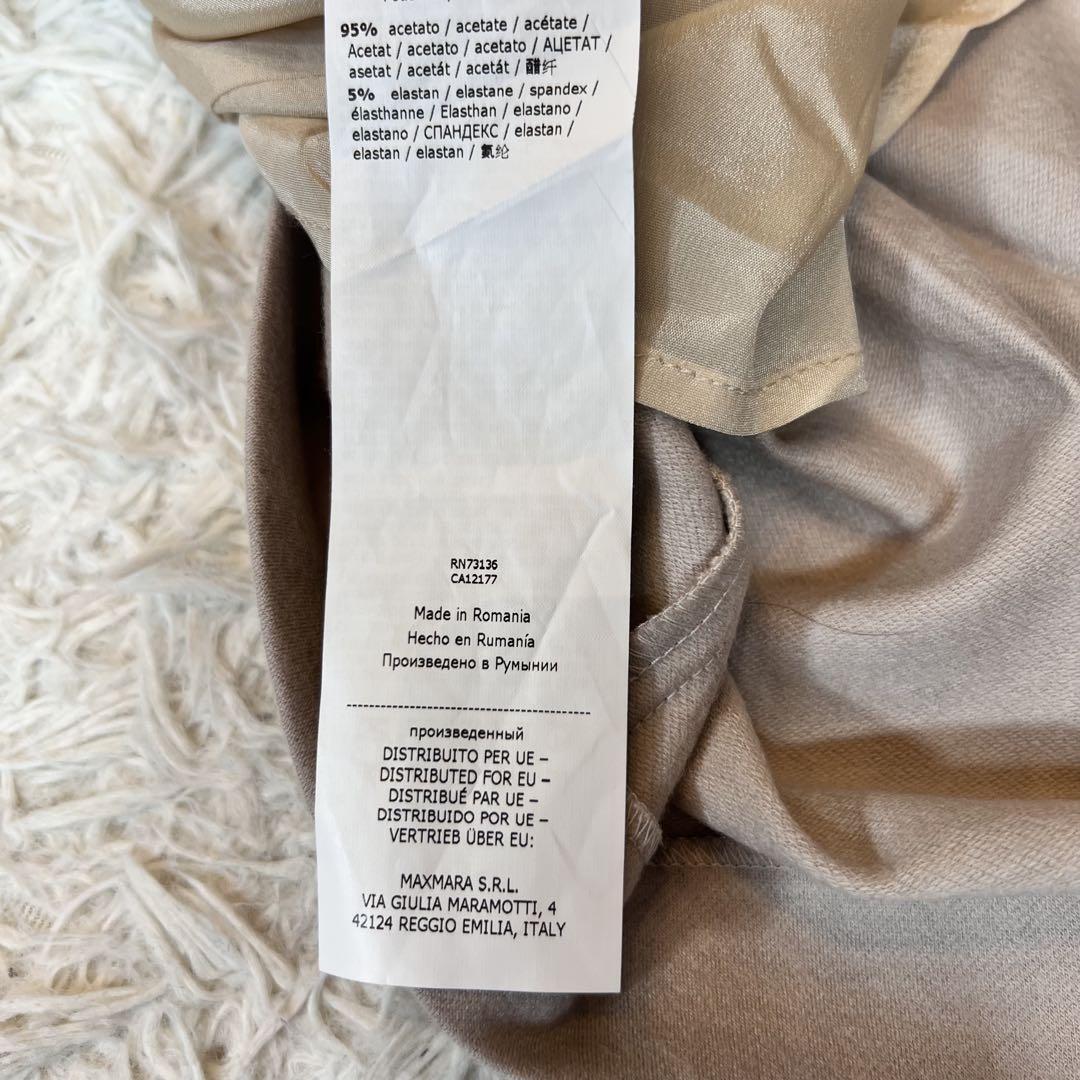 95% acetato / acetate / acétate /
Acetat / acetato / acetato / АЦЕТАТ /
asetat / acetát / acetát / 醋纤
5% elastan / elastane / spandex /
élasthanne / Elasthan / elastano /
elastano / СПАНДЕКС / elastan /
elastan / elastan / 氨纶
RN73136
CA12177
Made in Romania
Hecho en Rumanía
Произведено в Румынии
произведенный
DISTRIBUITO PER UE –
DISTRIBUTED FOR EU –
DISTRIBUÉ PAR UE –
DISTRIBUIDO POR UE –
VERTRIEB ÜBER EU:
MAXMARA S.R.L.
VIA GIULIA MARAMOTTI, 4
42124 REGGIO EMILIA, ITALY